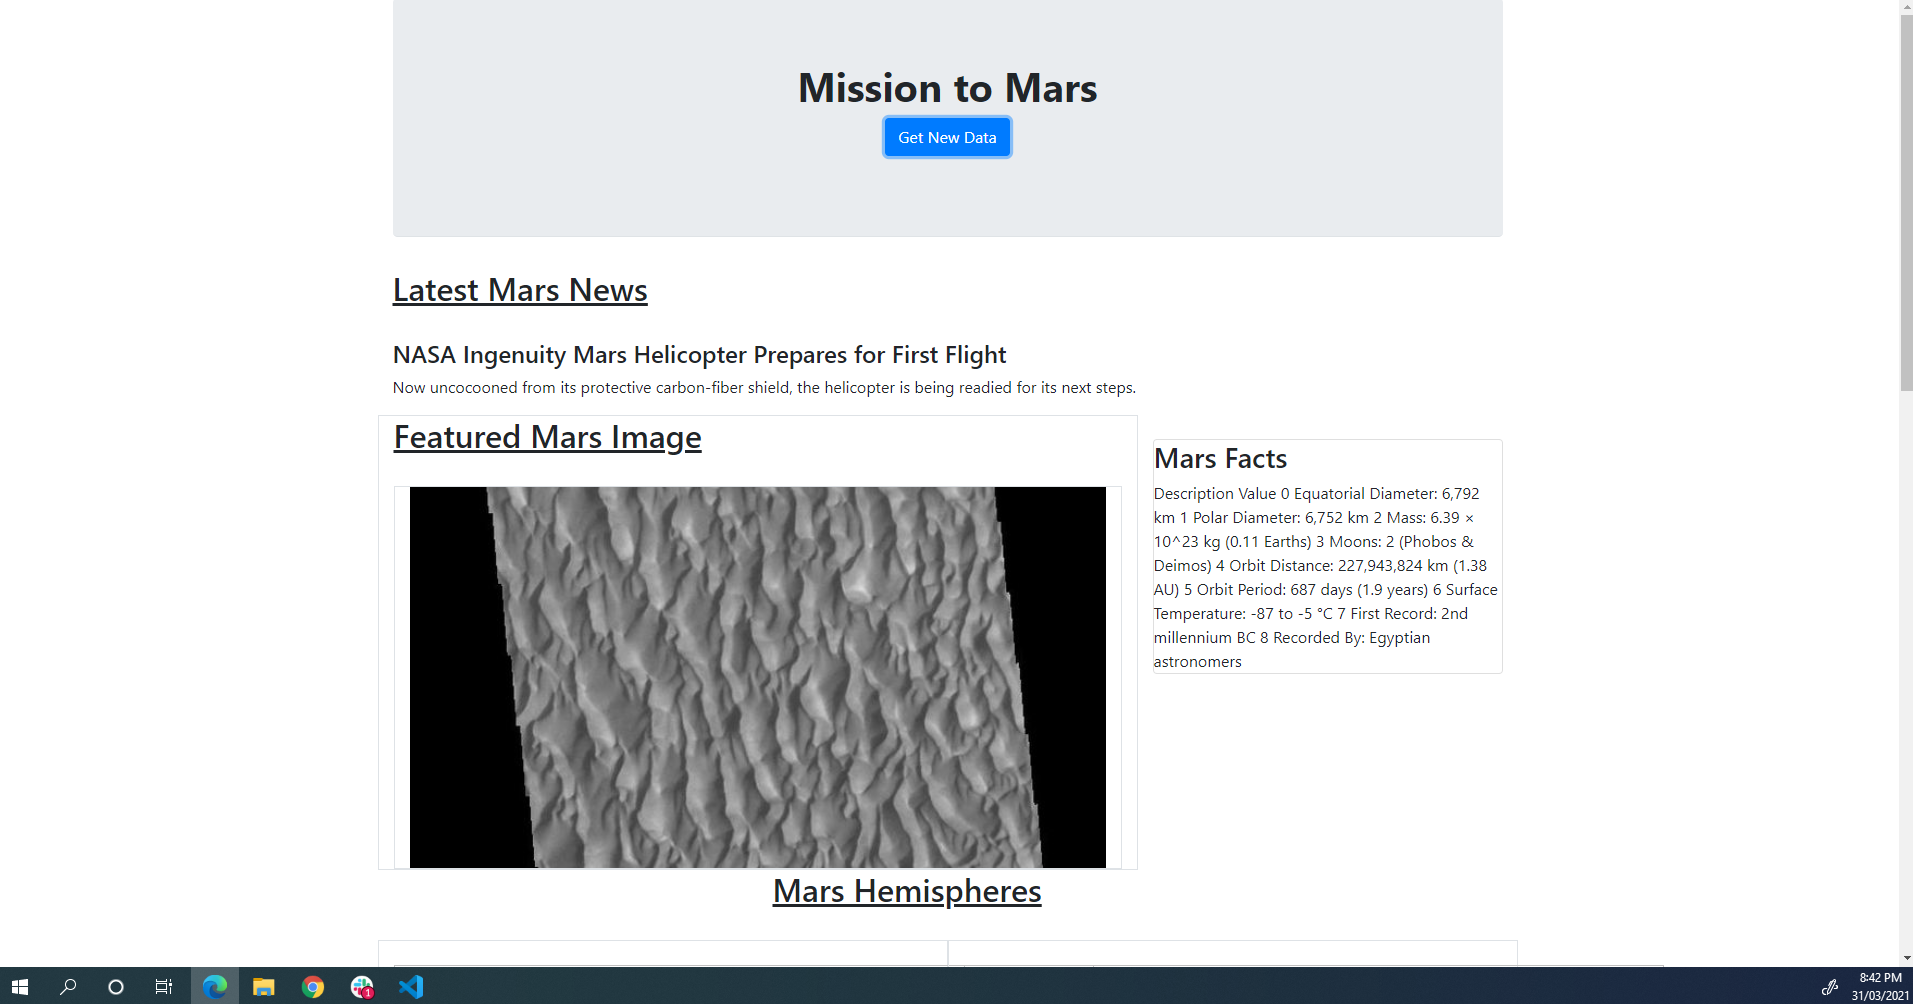 Mission to Mars
Get New Data
Latest Mars News
NASA Ingenuity Mars Helicopter Prepares for First Flight
Now uncocooned from its protective carbon-fiber shield, the helicopter is being readied for its next steps.
Featured Mars Image
Mars Facts
Description Value 0 Equatorial Diameter: 6,792
km 1 Polar Diameter: 6,752 km 2 Mass: 6.39 ×
10^23 kg (0.11 Earths) 3 Moons: 2 (Phobos &
Deimos) 4 Orbit Distance: 227,943,824 km (1.38
AU) 5 Orbit Period: 687 days (1.9 years) 6 Surface
Temperature: -87 to -5 °C 7 First Record: 2nd
millennium BC 8 Recorded By: Egyptian
astronomers
Mars Hemispheres
1
8:42 PM
31/03/2021